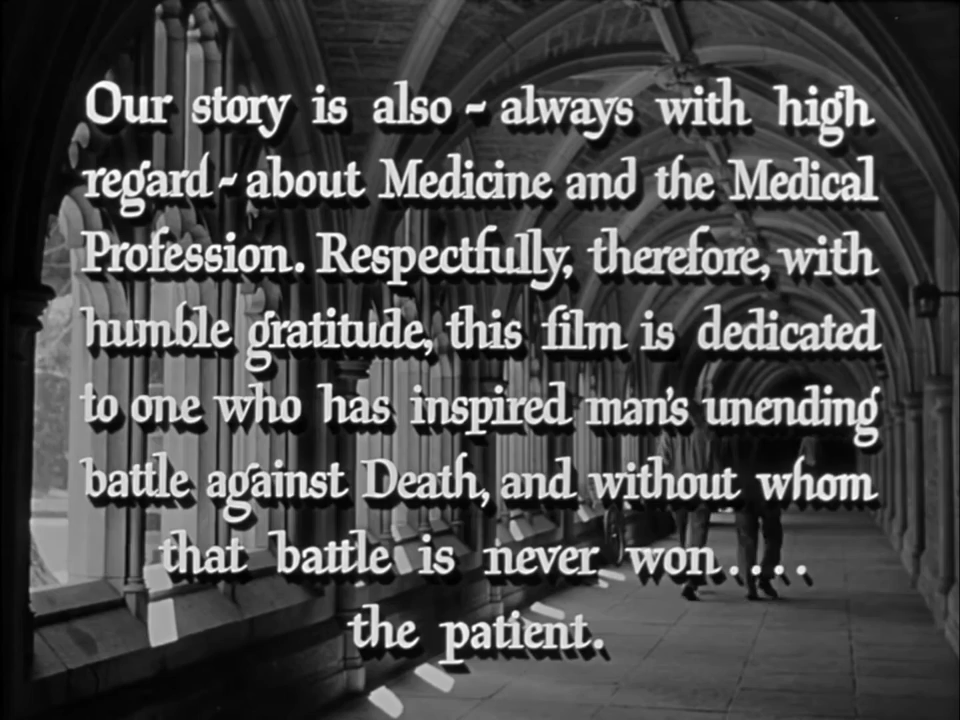 Our story is also ~ always with high
regard ~ about Medicine and the Medical
Profession. Respectfully, therefore, with
humble gratitude, this film is dedicated
to one who has inspired man's unending
battle against Death, and without whom
that battle is never won....
the patient.